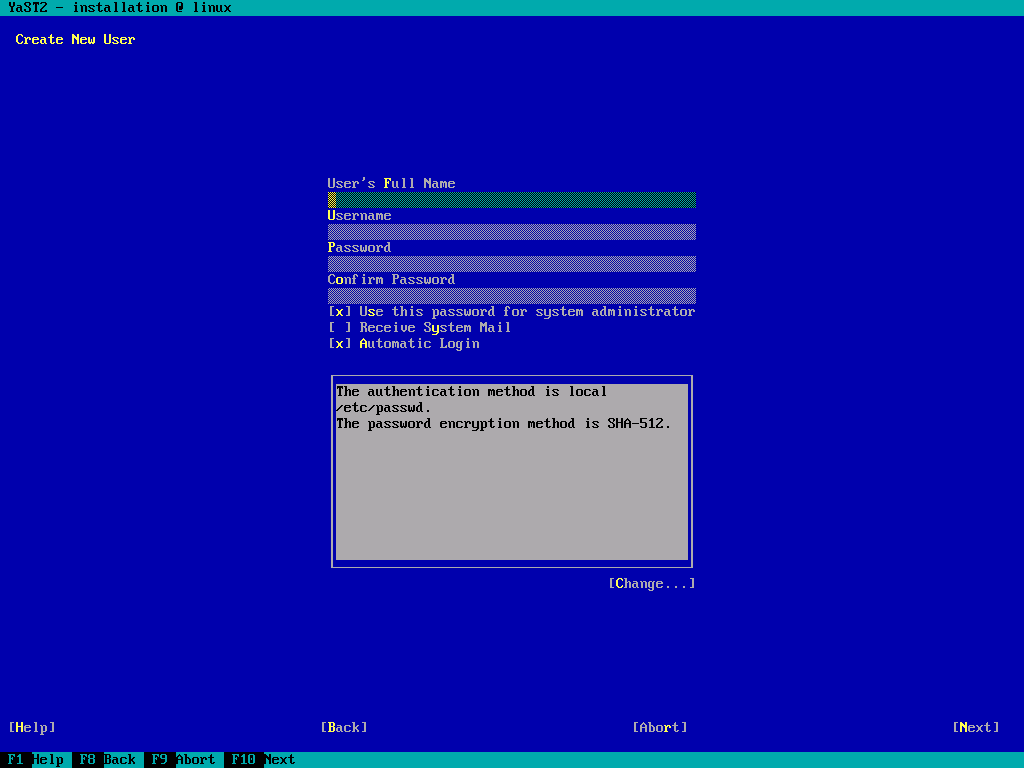 YaST2 - installation @ linux
Create New User
User's Full Name
Username
Password
Confirm Password
[x] Use this password for system administrator
[ ] Receive System Mail
[x] Automatic Login
The authentication method is local
/etc/passwd.
The password encryption method is SHA-512.
[Change...]
[Help] [Back] [Abort] [Next]
F1 Help F8 Back F9 Abort F10 Next